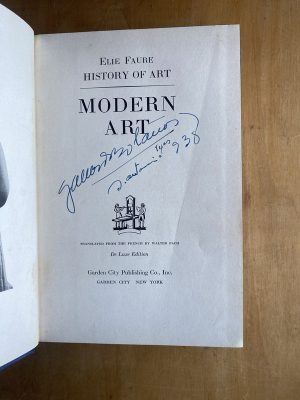 ELIE FAURE
HISTORY OF ART
MODERN
ART
938
TRANSLATED FROM THE FRENCH BY WALTER PACH
De Luxe Edition
Garden City Publishing Co., Inc.
GARDEN CITY NEW YORK